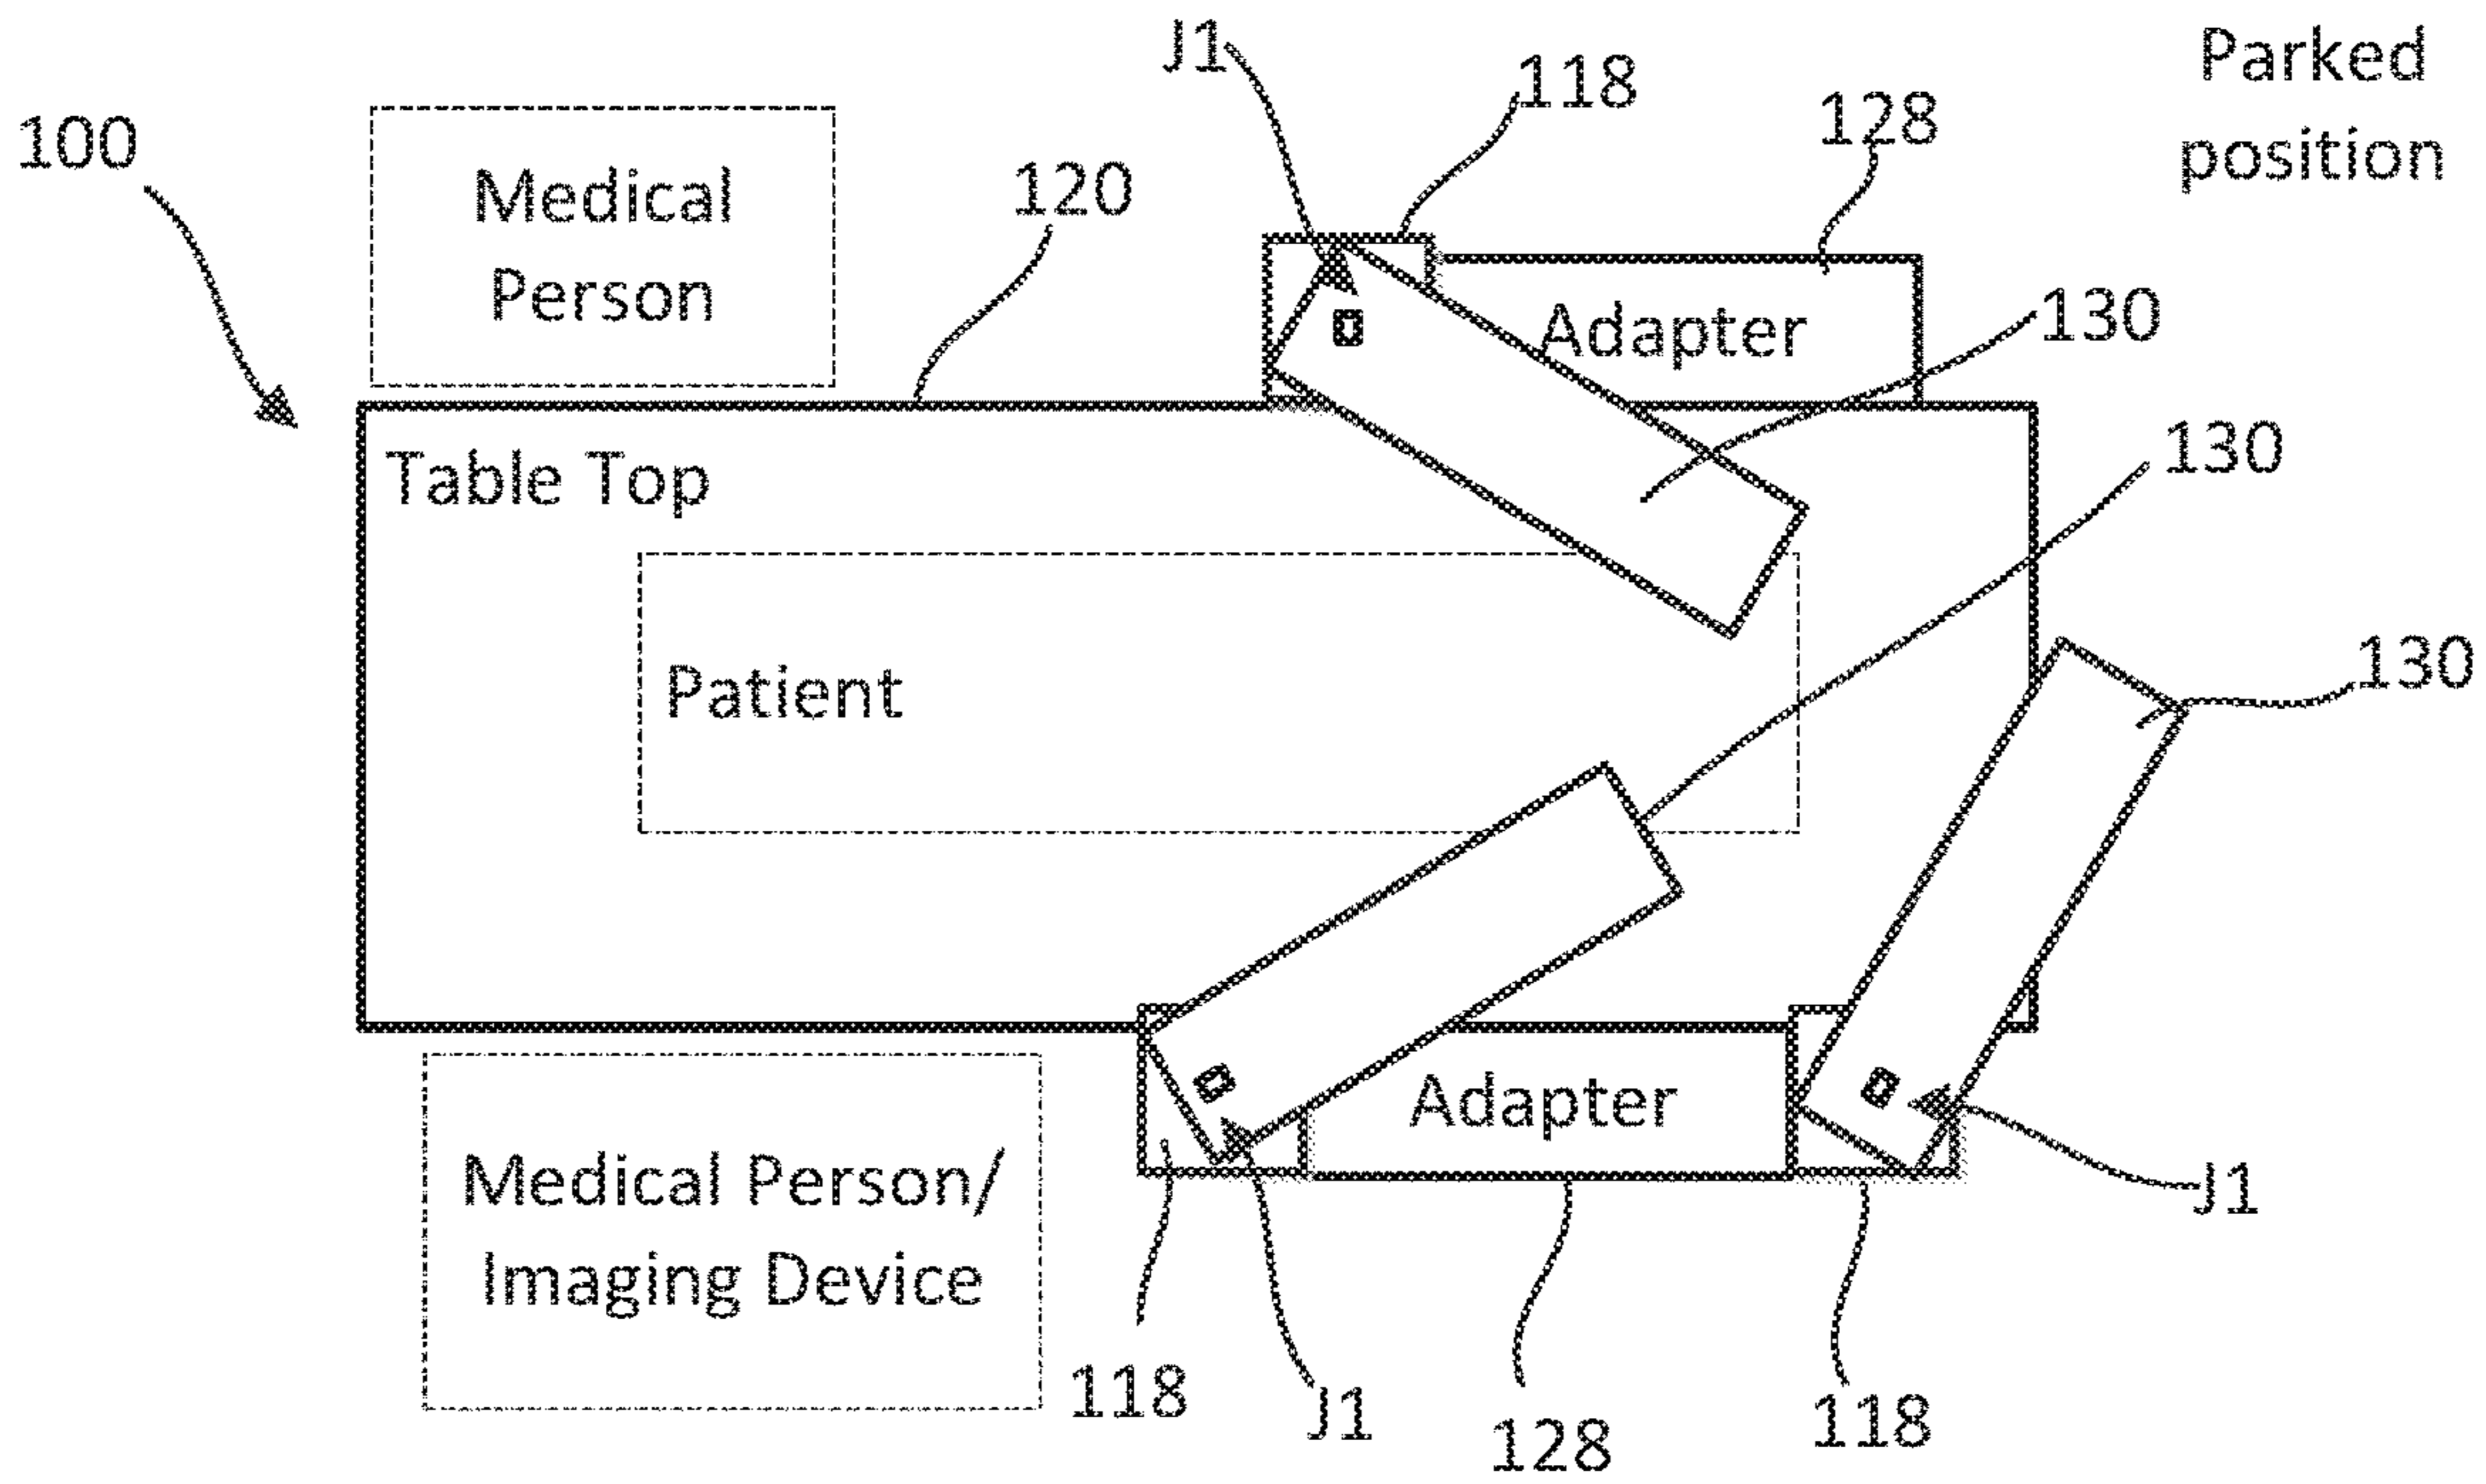 J1
118
128
Parked
position
100
Medical
Person
120
Adapter
130
Table Top
130
Patient
130
Adapter
Medical Person/
Imaging Device
J1
118
J1
128
118